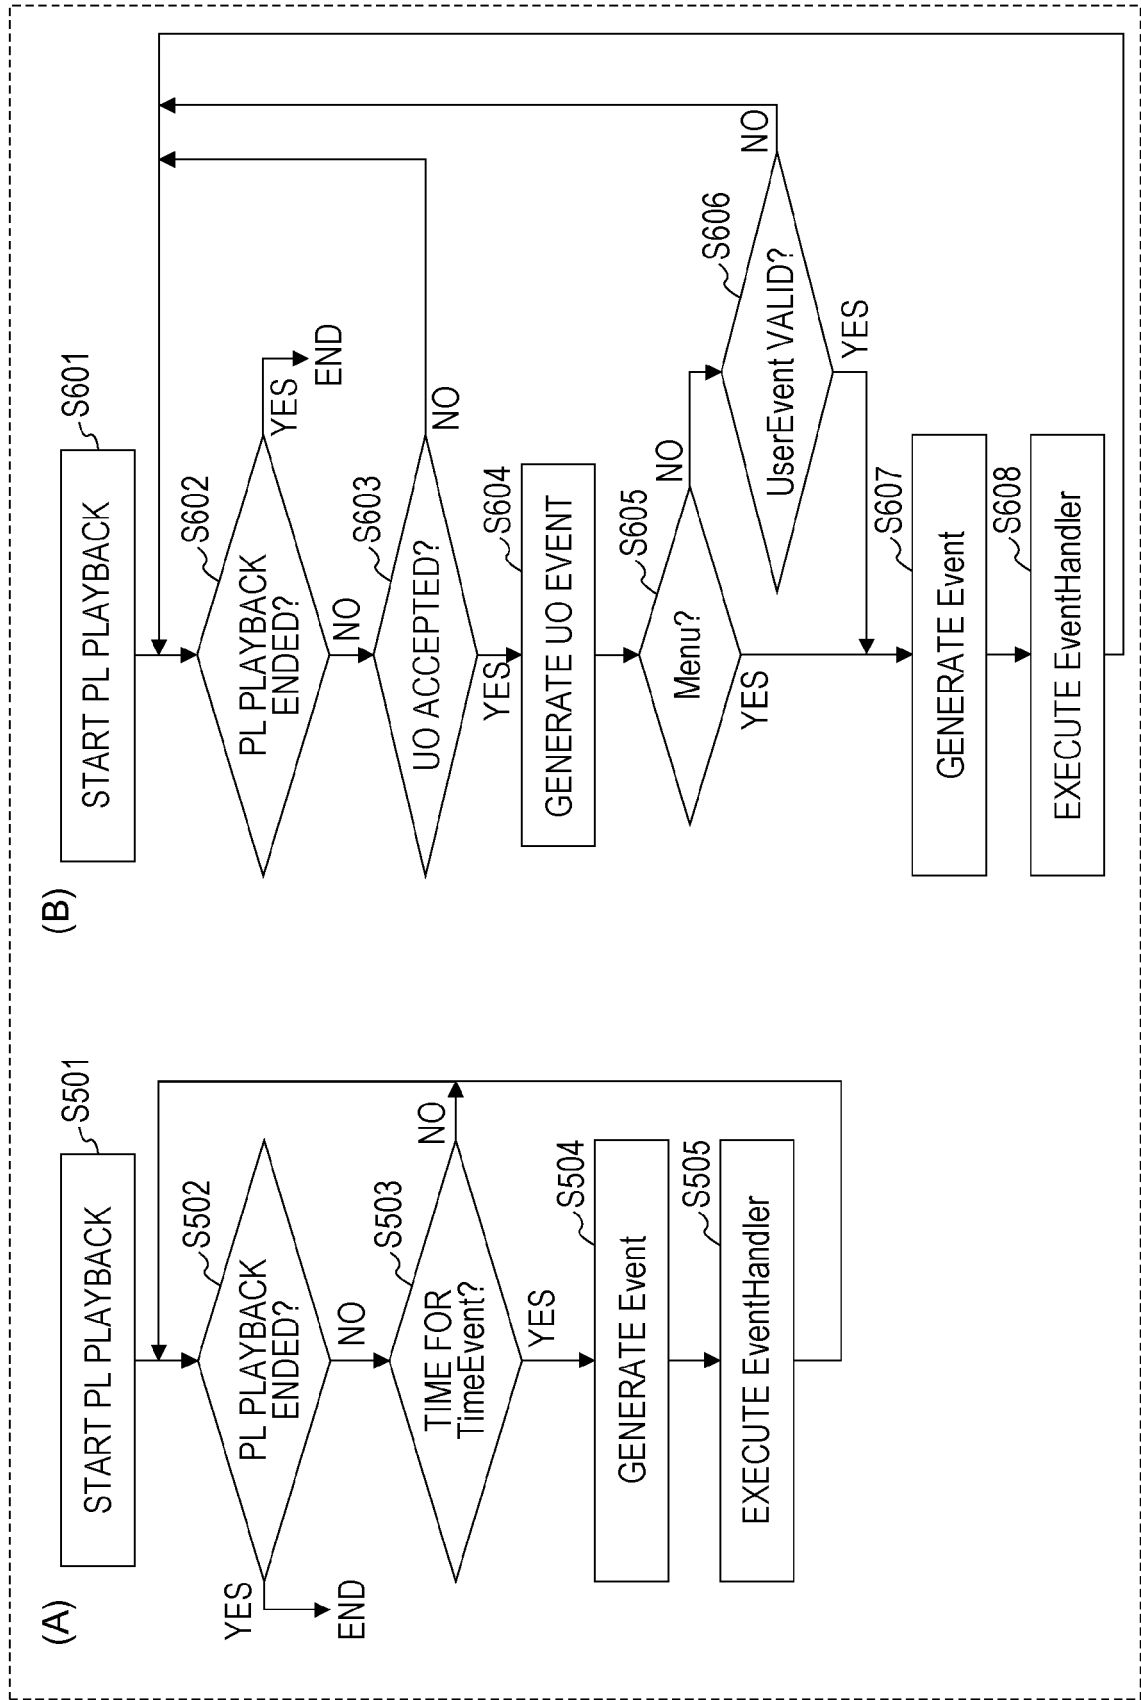 (A)
START PL PLAYBACK
S501
PL PLAYBACK
ENDED?
S502
YES
END
NO
TIME FOR
TimeEvent?
S503
NO
YES
GENERATE Event
S504
EXECUTE EventHandler
S505
(B)
START PL PLAYBACK
S601
PL PLAYBACK
ENDED?
S602
YES
END
NO
UO ACCEPTED?
S603
NO
YES
GENERATE UO EVENT
S604
Menu?
S605
NO
YES
UserEvent VALID?
S606
NO
YES
GENERATE Event
S607
EXECUTE EventHandler
S608